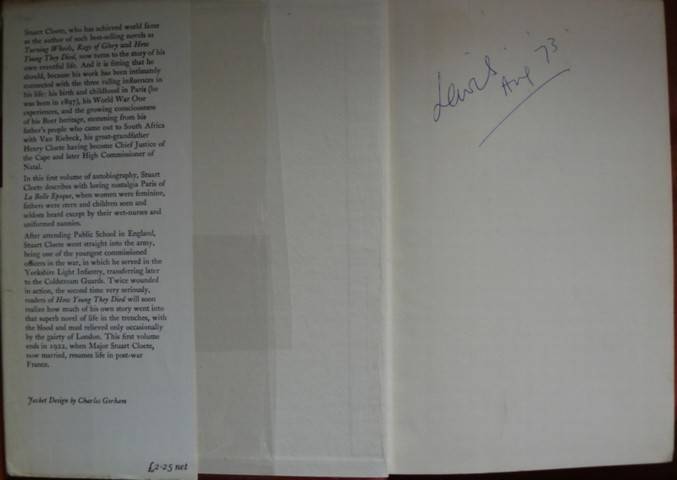 Stuart Cloete, who has achieved world fame
as the author of such best-selling novels as
Turning Wheels, Rags of Glory and How
Young They Died, now turns to the story of his
own eventful life. And it is fitting that he
should, because his work has been intimately
connected with the three ruling influences in
his life: his birth and childhood in Paris (he
was born in 1897), his World War One
experiences, and the growing consciousness
of his Boer heritage, stemming from his
father's people who came out to South Africa
with Van Riebeck, his great-grandfather
Henry Cloete having become Chief Justice of
the Cape and later High Commissioner of
Natal.
In this first volume of autobiography, Stuart
Cloete describes with loving nostalgia Paris of
La Belle Epoque, when women were feminine,
fathers were stern and children seen and
seldom heard except by their wet-nurses and
uniformed nannies.
After attending Public School in England,
Stuart Cloete went straight into the army,
being one of the youngest commissioned
officers in the war, in which he served in the
Yorkshire Light Infantry, transferring later
to the Coldstream Guards. Twice wounded
in action, the second time very seriously,
readers of How Young They Died will soon
realize how much of his own story went into
that superb novel of life in the trenches, with
the blood and mud relieved only occasionally
by the gaiety of London. This first volume
ends in 1922, when Major Stuart Cloete,
now married, resumes life in post-war
France.
Jacket Design by Charles Gorham
£2·25 net
Lewis
Aug '73